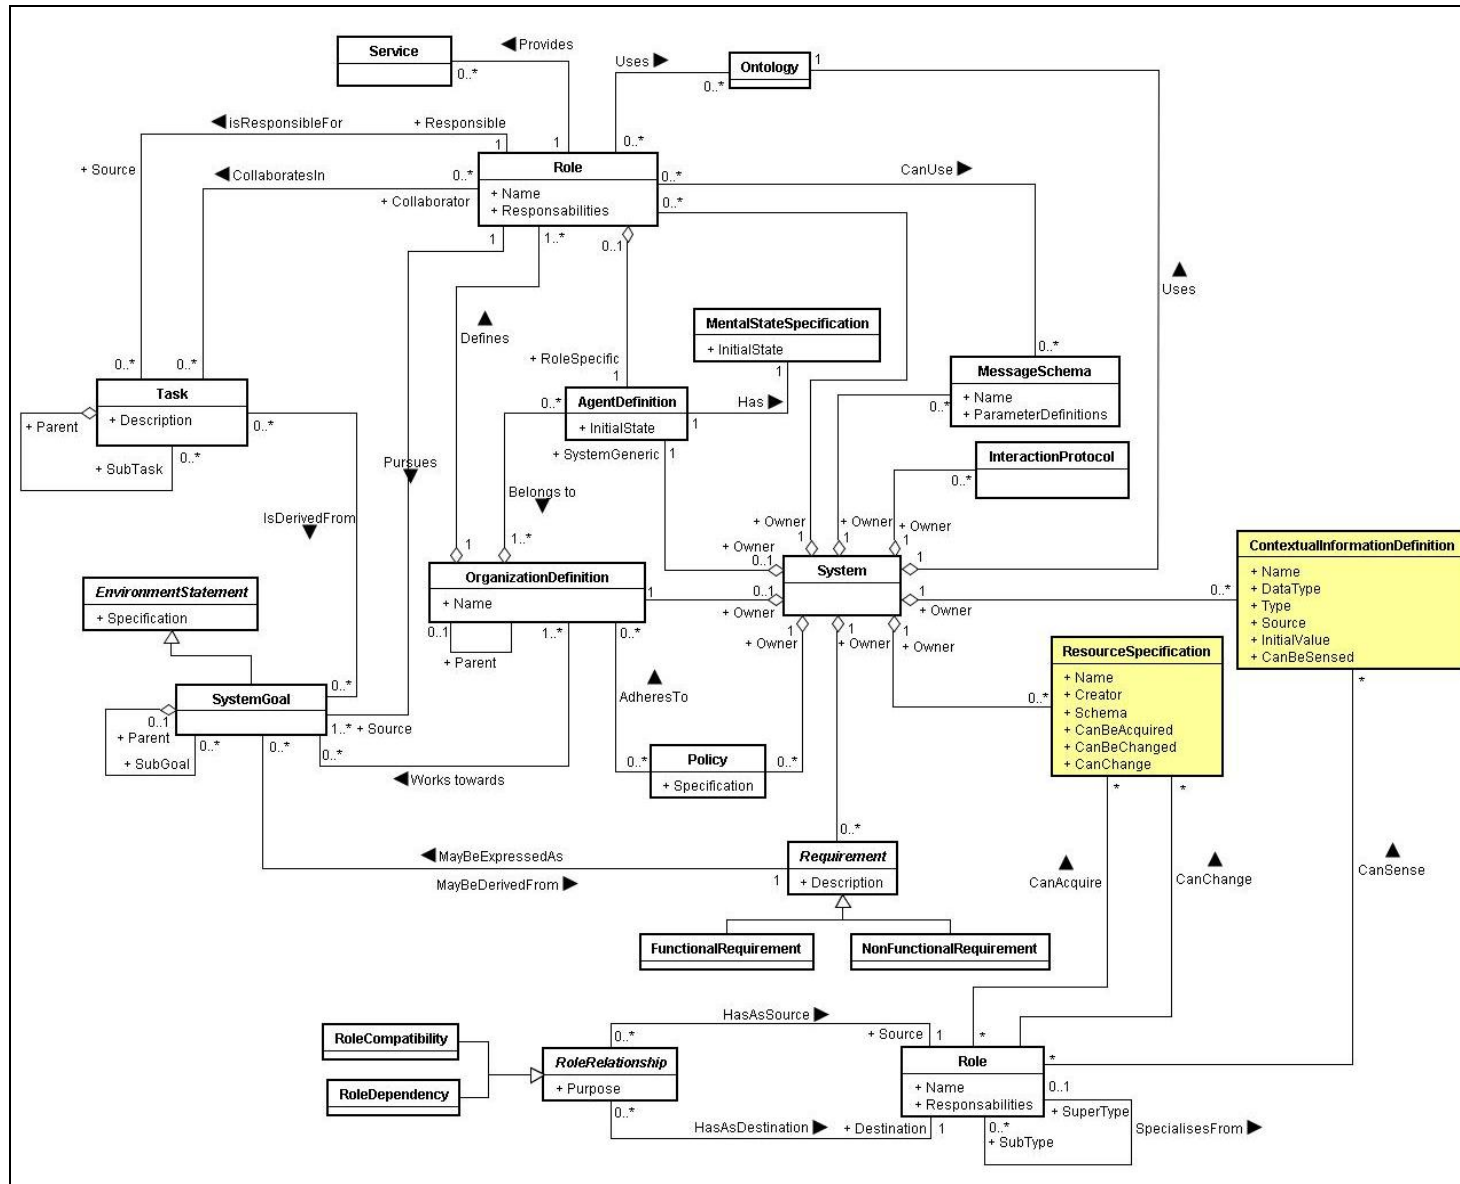 Service
◀ Provides
0..*
Uses ▶
0..*
Ontology
1
◀ isResponsibleFor
+ Responsible
+ Source
1
1
0..*
◀ CollaboratesIn
0..*
+ Collaborator
Role
+ Name
+ Responsabilities
0..*
CanUse ▶
0..*
1
1..*
0..1
▲
Uses
▲
Defines
MentalStateSpecification
+ InitialState
0..*
0..*
+ RoleSpecific
1
1
0..*
MessageSchema
+ Name
+ ParameterDefinitions
0..*
Task
+ Description
+ Parent
0..*
+ SubTask
0..*
0..*
AgentDefinition
+ InitialState
Has ▶
1
+ SystemGeneric
1
InteractionProtocol
0..*
Pursues
▼
Belongs to
▼
IsDerivedFrom
▼
+ Owner
+ Owner
+ Owner
1
1
1
+ Owner
0..1
1
1
1..*
OrganizationDefinition
+ Name
1
0..1
+ Owner
System
1
+ Owner
0..*
ContextualInformationDefinition
+ Name
+ DataType
+ Type
+ Source
+ InitialValue
+ CanBeSensed
*
EnvironmentStatement
+ Specification
0..1
+ Parent
1..*
0..*
1
+ Owner
1
+ Owner
1
+ Owner
ResourceSpecification
+ Name
+ Creator
+ Schema
+ CanBeAcquired
+ CanBeChanged
+ CanChange
0..*
*
*
▲
AdheresTo
0..*
SystemGoal
0..1
+ Parent
+ SubGoal
0..*
0..*
1..*
+ Source
0..*
◀ Works towards
0..*
Policy
+ Specification
0..*
0..*
◀ MayBeExpressedAs
MayBeDerivedFrom ▶
1
Requirement
+ Description
▲
CanAcquire
▲
CanChange
▲
CanSense
FunctionalRequirement
NonFunctionalRequirement
HasAsSource ▶
0..*
+ Source
1
*
RoleCompatibility
RoleDependency
RoleRelationship
+ Purpose
0..*
HasAsDestination ▶
+ Destination
1
Role
+ Name
+ Responsabilities
*
0..1
+ SuperType
0..*
+ SubType
SpecialisesFrom ▶